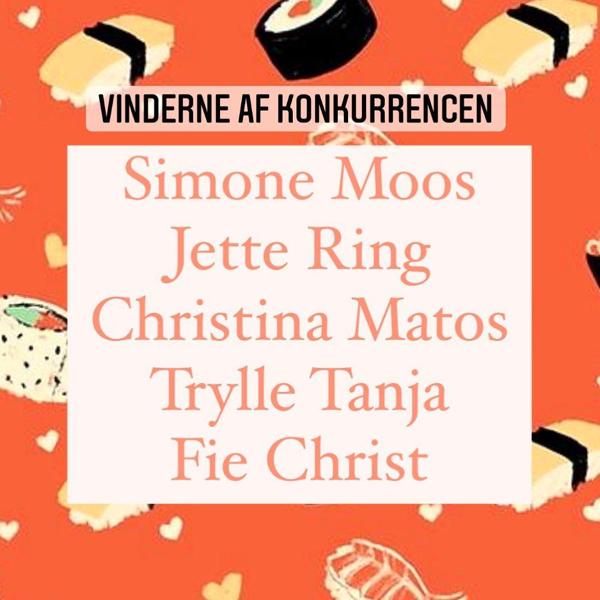 VINDERNE AF KONKURRENCEN
Simone Moos
Jette Ring
Christina Matos
Trylle Tanja
Fie Christ